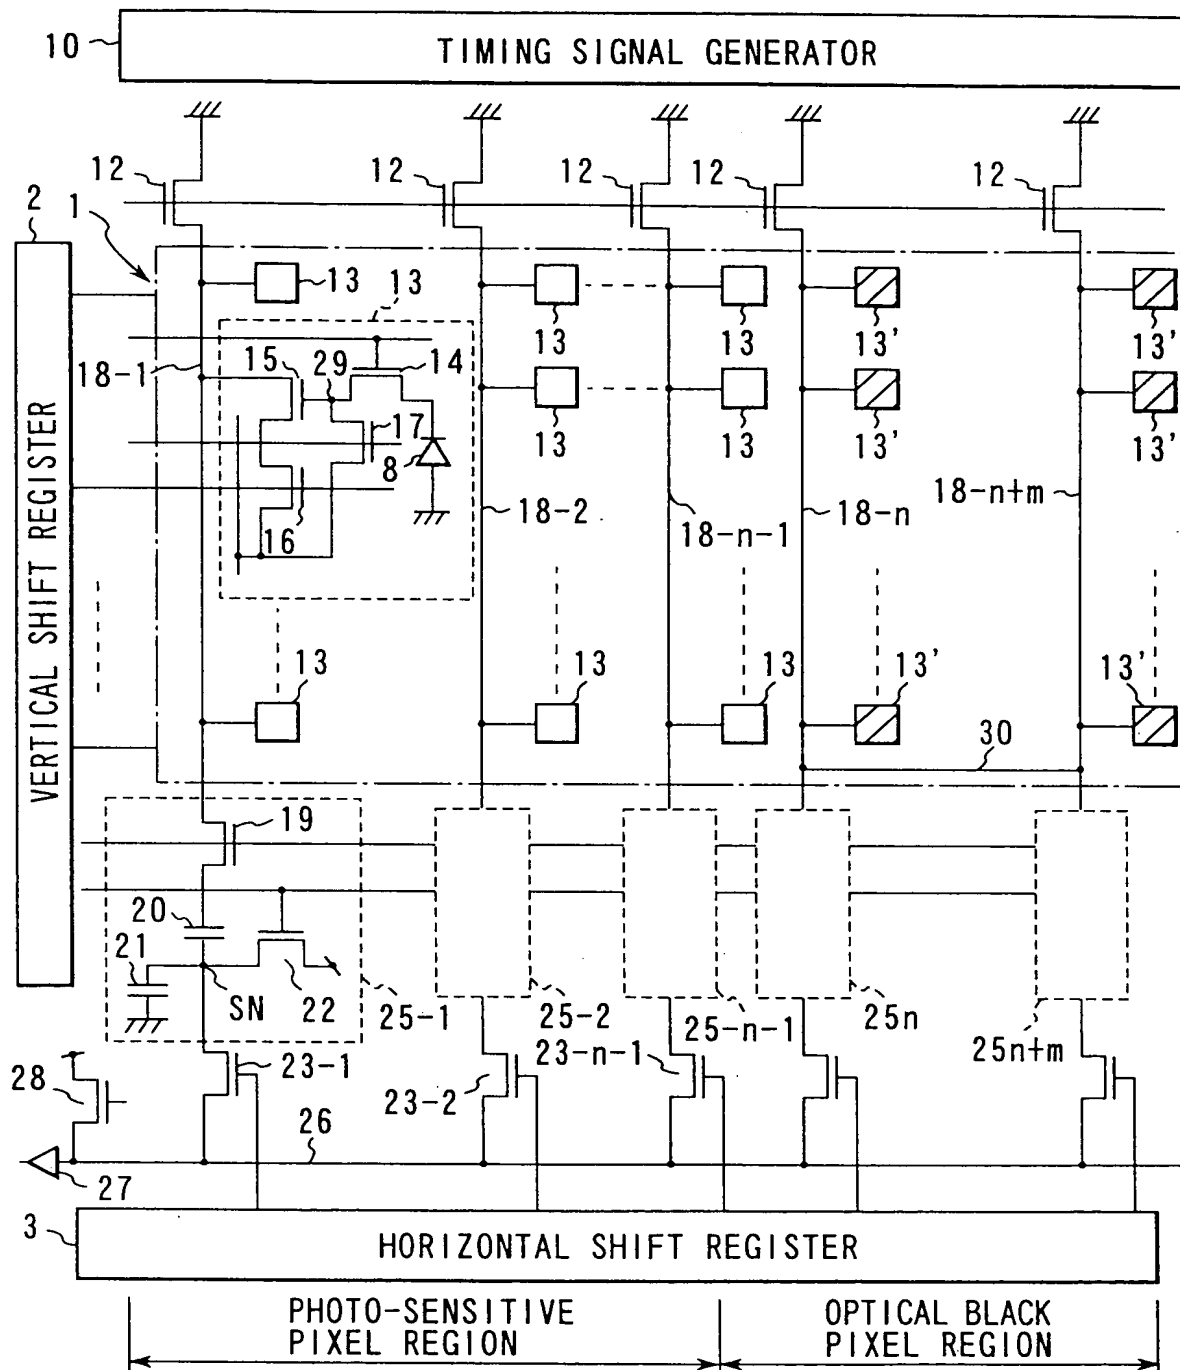 10
TIMING SIGNAL GENERATOR
12 12 12 12 12
2
1
VERTICAL SHIFT REGISTER
13 13
13 13 13' 13'
18-1 15 29 14
13 13 13' 13'
17
8
16
18-2 18-n-1 18-n 18-n+m
13 13 13 13' 13'
30
19
20
21
SN 22 25-1 25-2 25-n-1 25n 25n+m
28
23-1 23-2 23-n-1
26
27
3
HORIZONTAL SHIFT REGISTER
PHOTO-SENSITIVE
PIXEL REGION
OPTICAL BLACK
PIXEL REGION